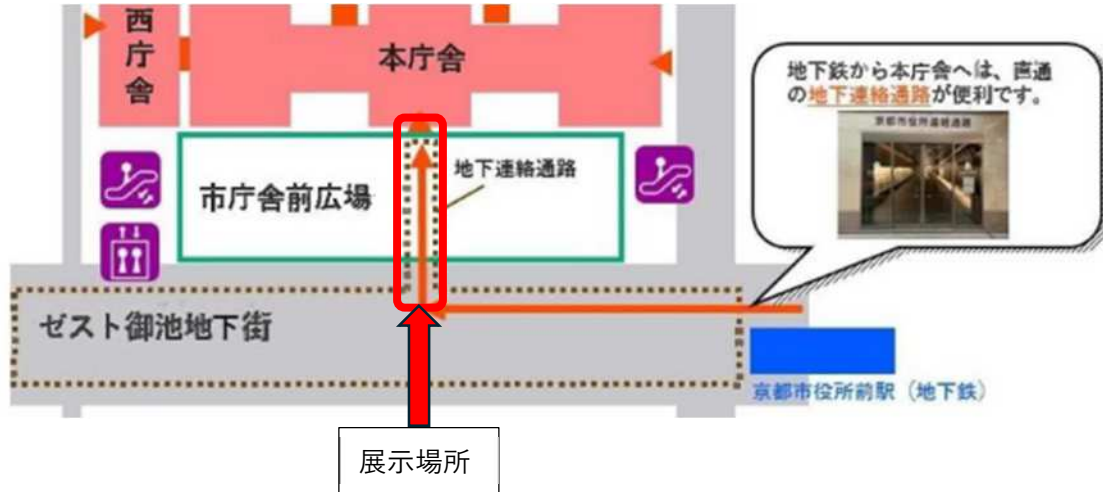 西庁舎
本庁舎
地下鉄から本庁舎へは、直通
の地下連絡通路が便利です。
京都市役所連絡通路
地下連絡通路
市庁舎前広場
ゼスト御池地下街
京都市役所前駅（地下鉄）
展示場所